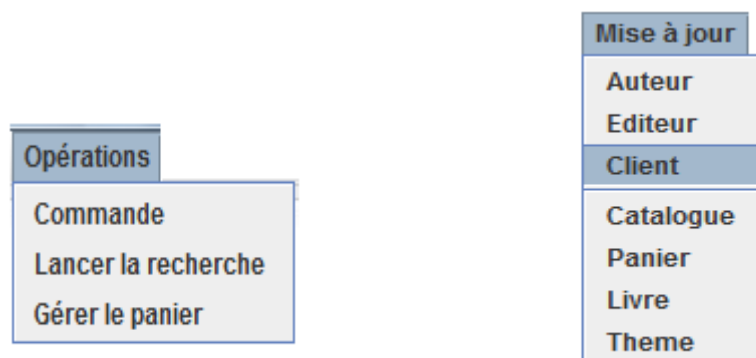 Opérations
Commande
Lancer la recherche
Gérer le panier
Mise à jour
Auteur
Editeur
Client
Catalogue
Panier
Livre
Theme